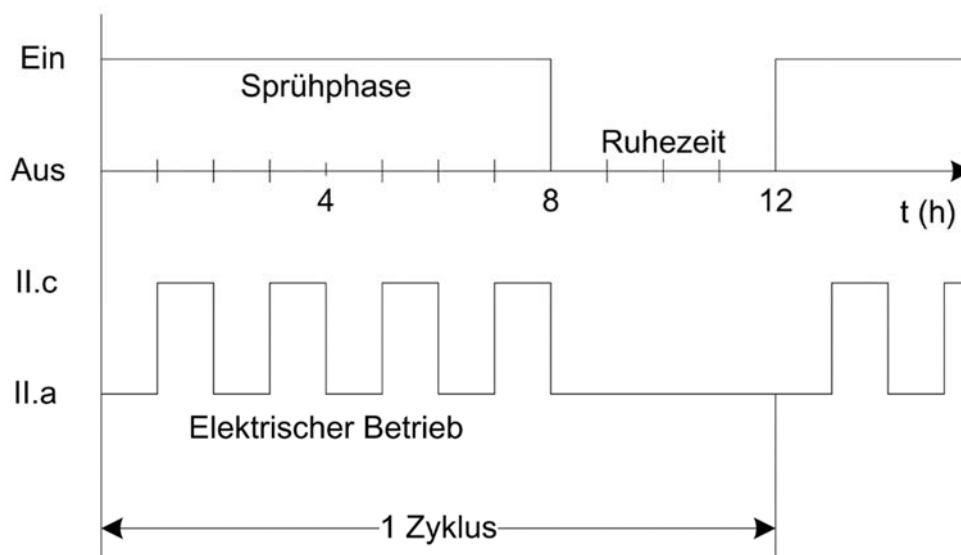 Ein
Sprühphase
Ruhezeit
Aus
4
8
12
t (h)
II.c
II.a
Elektrischer Betrieb
1 Zyklus